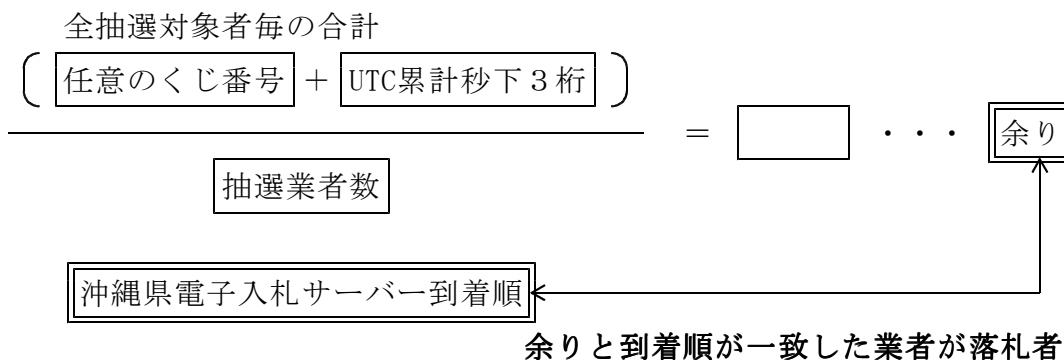 全抽選対象者毎の合計
( 任意のくじ番号 + UTC累計秒下３桁 )
= ・・・ 余り
抽選業者数
沖縄県電子入札サーバー到着順
余りと到着順が一致した業者が落札者